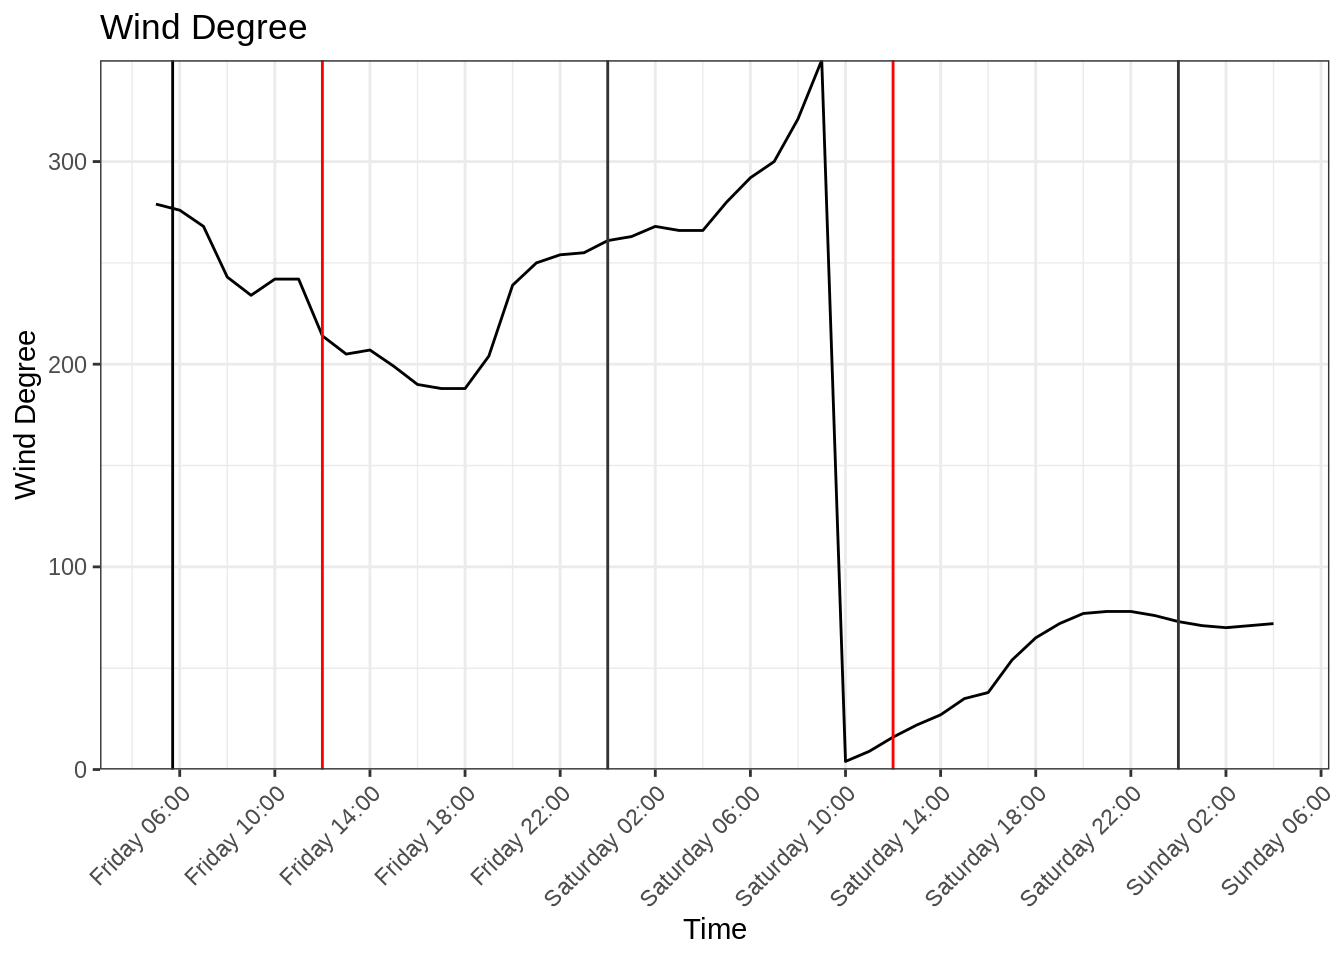 Wind Degree
Wind Degree
300
200
100
0
Friday 06:00
Friday 10:00
Friday 14:00
Friday 18:00
Friday 22:00
Saturday 02:00
Saturday 06:00
Saturday 10:00
Saturday 14:00
Saturday 18:00
Saturday 22:00
Sunday 02:00
Sunday 06:00
Time